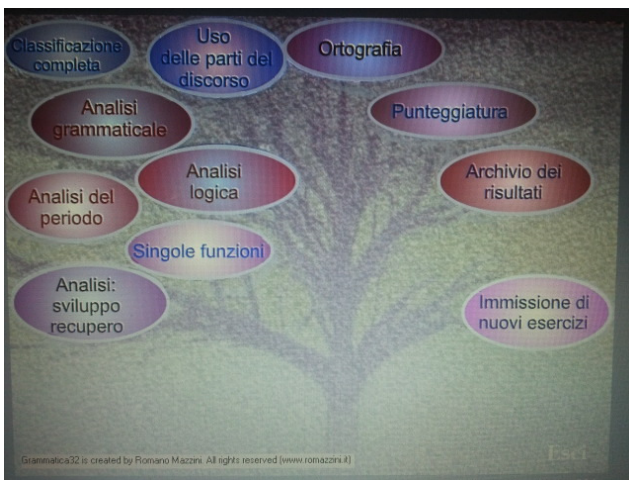 Classificazione
completa
Uso
delle parti del
discorso
Ortografia
Analisi
grammaticale
Punteggiatura
Analisi
logica
Archivio dei
risultati
Analisi del
periodo
Singole funzioni
Analisi:
sviluppo
recupero
Immissione di
nuovi esercizi
Grammatica32 is created by Romano Mazzini. All rights reserved (www.romazzini.it)
Esci